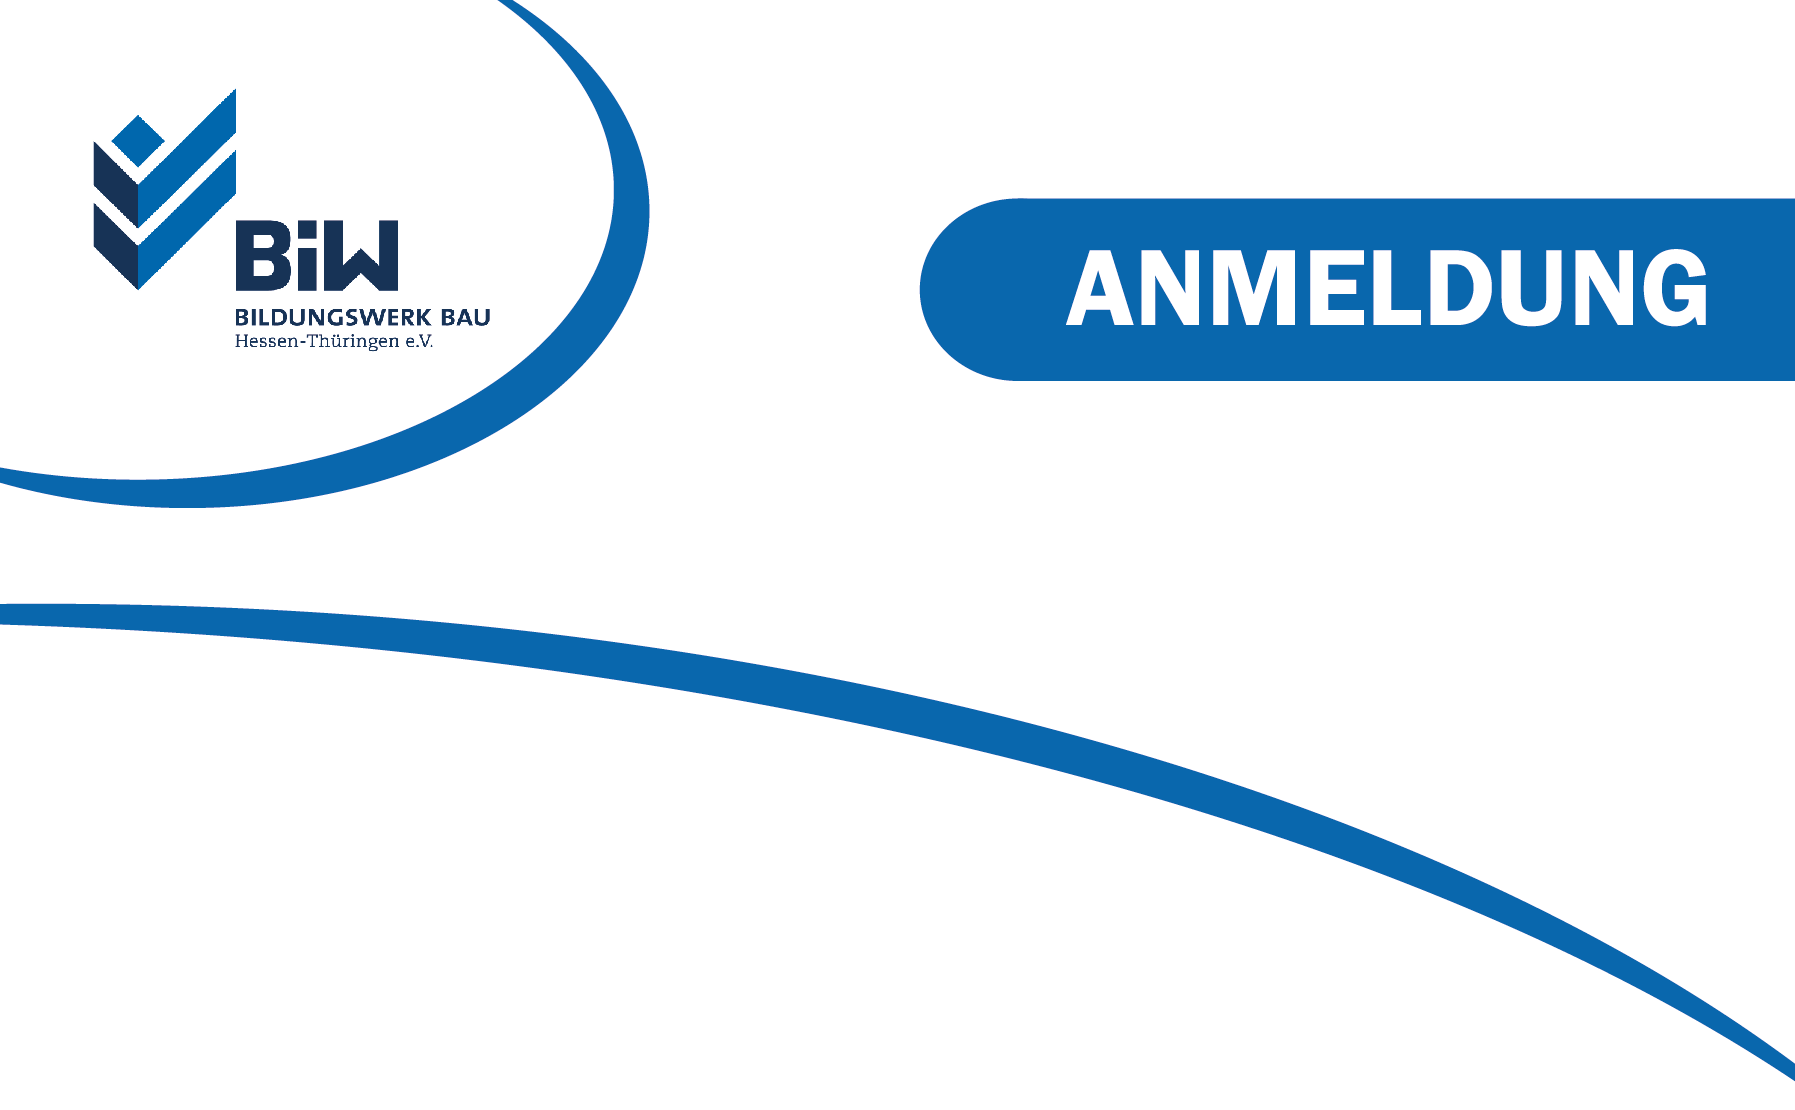 BiW
BILDUNGSWERK BAU
Hessen-Thüringen e.V.
ANMELDUNG